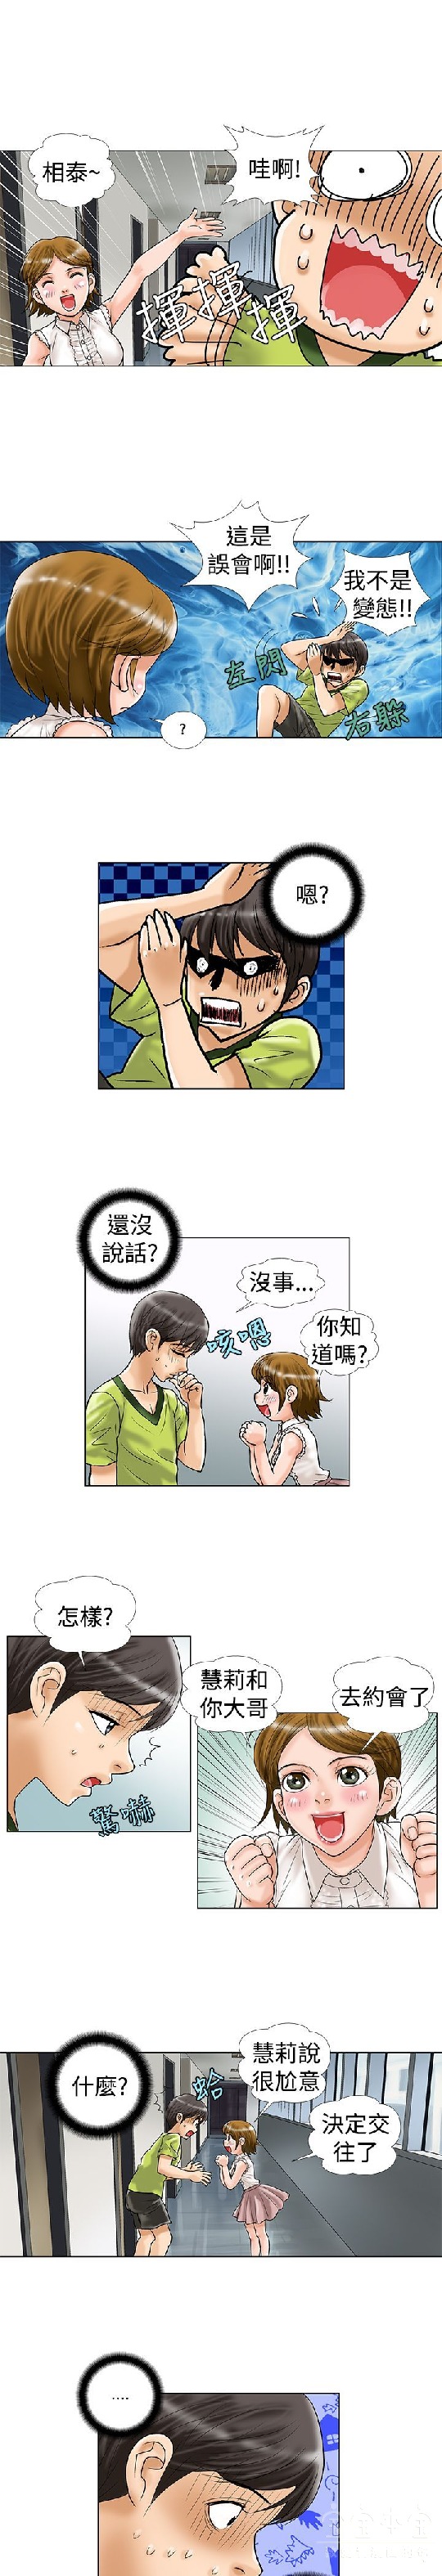 相泰~
哇啊!
揮揮揮
這是
誤會啊!!
我不是
變態!!
左閃
右躲
?
嗯?
還沒
說話?
沒事...
咳嗯
你知
道嗎?
怎樣?
驚嚇
慧莉和
你大哥
去約會了
什麼?
蛤
慧莉說
很尬意
決定交
往了
....